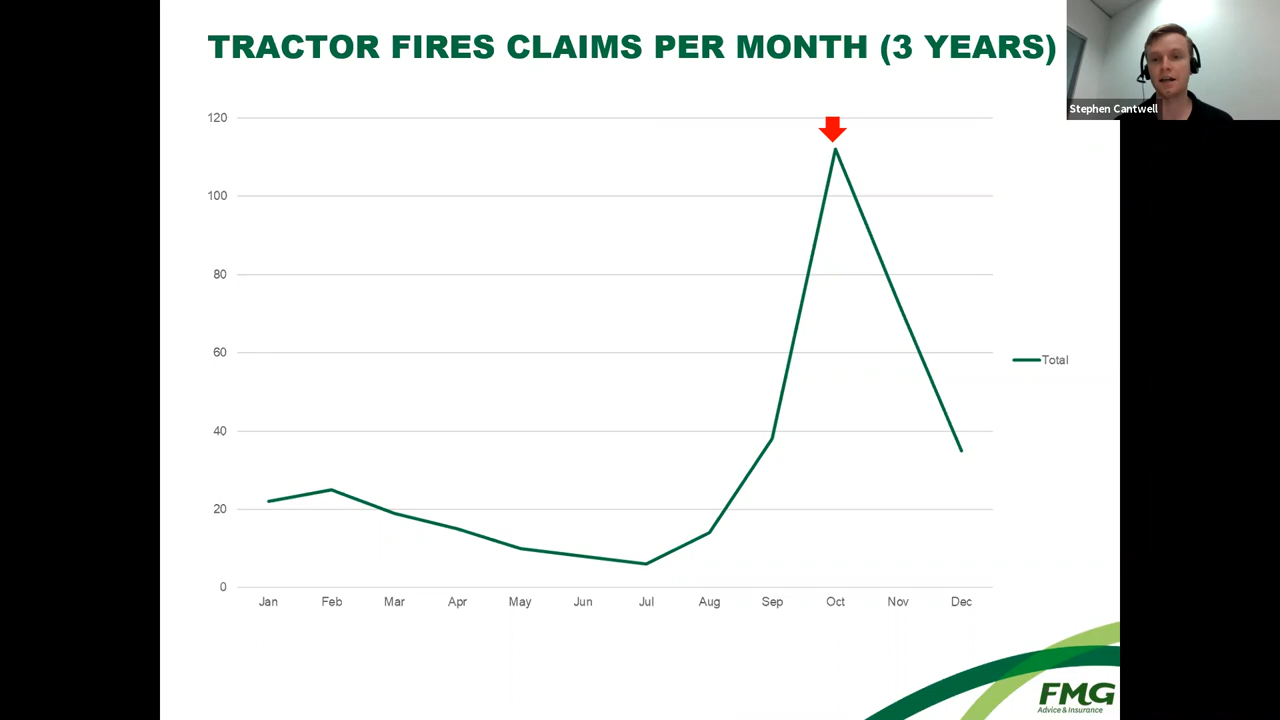 TRACTOR FIRES CLAIMS PER MONTH (3 YEARS)
Stephen Cantwell
120
100
80
60
40
20
0
Total
Jan Feb Mar Apr May Jun Jul Aug Sep Oct Nov Dec
FMG
Advice & Insurance